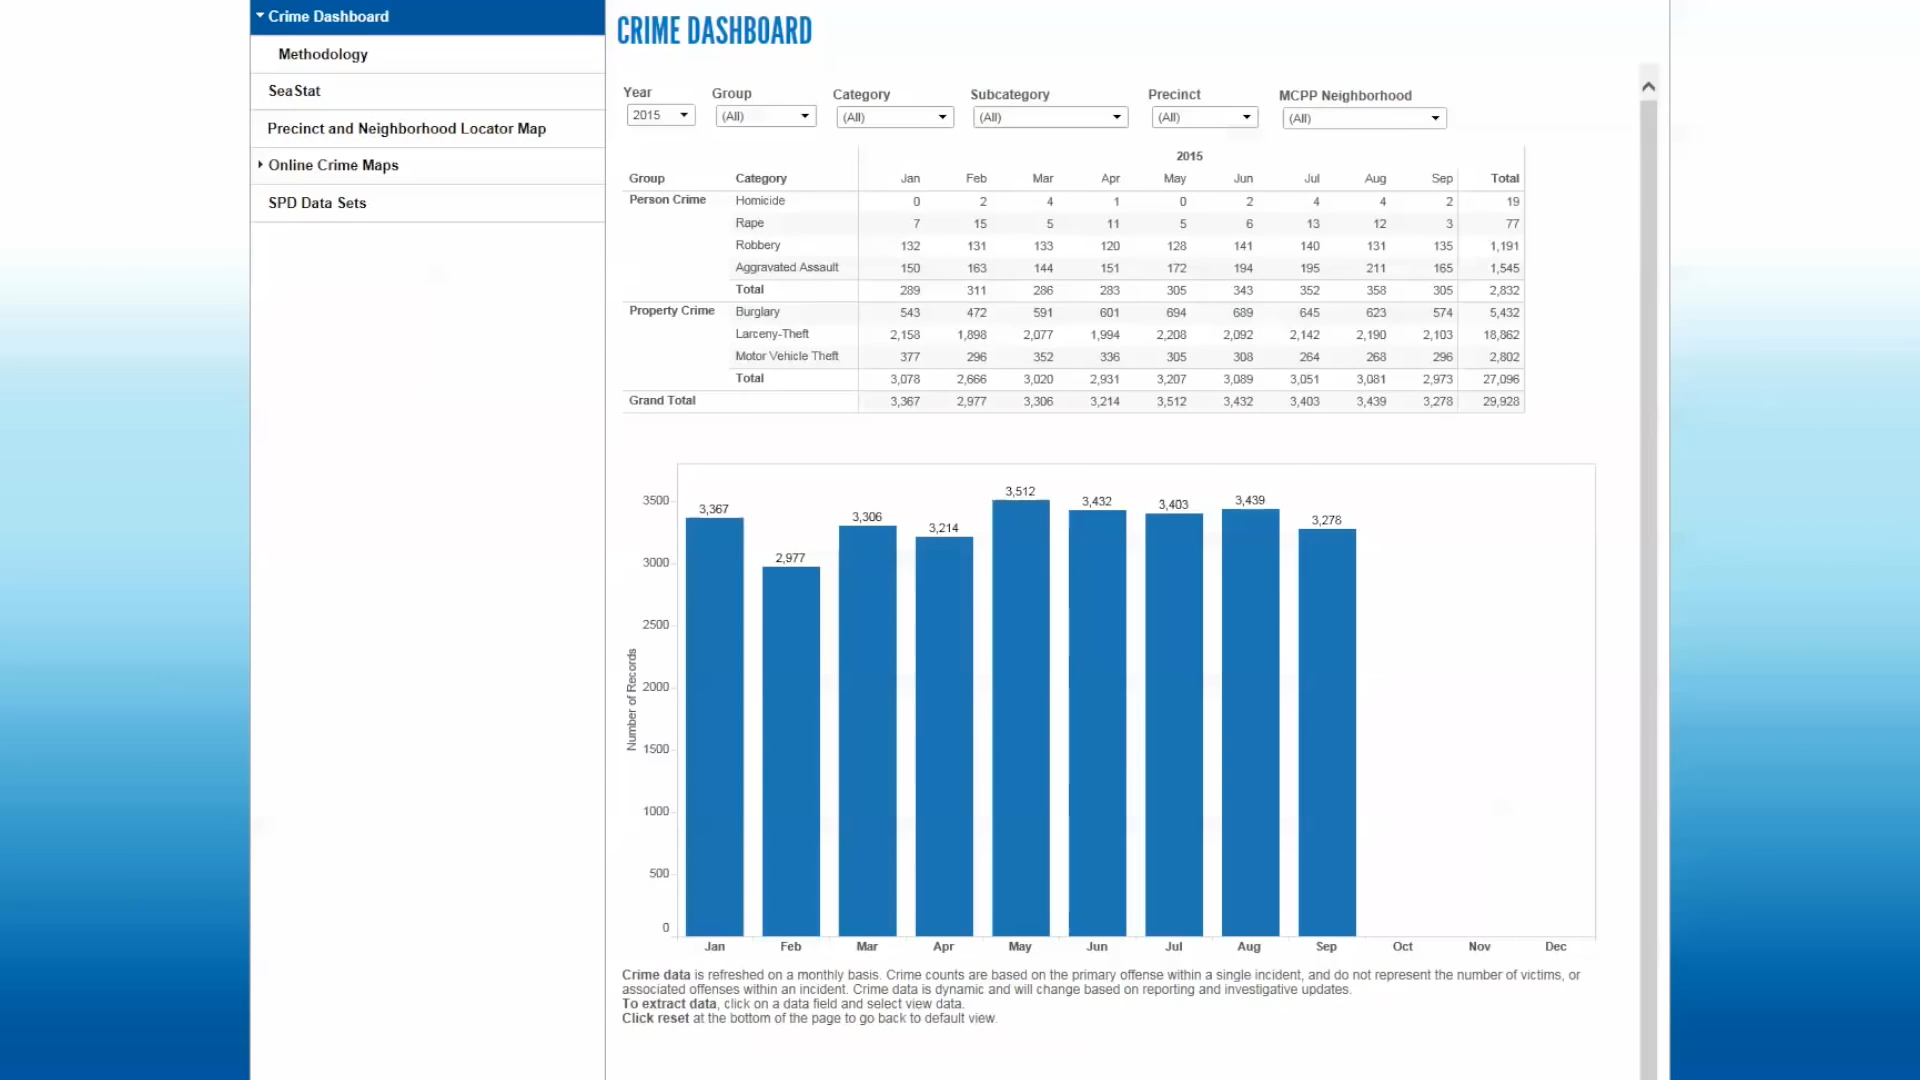 Crime Dashboard
Methodology
SeaStat
Precinct and Neighborhood Locator Map
Online Crime Maps
SPD Data Sets
CRIME DASHBOARD
Year Group Category Subcategory Precinct MCPP Neighborhood
2015 (All) (All) (All) (All) (All)
2015
Group Category Jan Feb Mar Apr May Jun Jul Aug Sep Total
Person Crime Homicide 0 2 4 1 0 2 4 4 2 19
Rape 7 15 5 11 5 6 13 12 3 77
Robbery 132 131 133 120 128 141 140 131 135 1,191
Aggravated Assault 150 163 144 151 172 194 195 211 165 1,545
Total 289 311 286 283 305 343 352 358 305 2,832
Property Crime Burglary 543 472 591 601 694 689 645 623 574 5,432
Larceny-Theft 2,158 1,898 2,077 1,994 2,208 2,092 2,142 2,190 2,103 18,862
Motor Vehicle Theft 377 296 352 336 305 308 264 268 296 2,802
Total 3,078 2,666 3,020 2,931 3,207 3,089 3,051 3,081 2,973 27,096
Grand Total 3,367 2,977 3,306 3,214 3,512 3,432 3,403 3,439 3,278 29,928
3,367 2,977 3,306 3,214 3,512 3,432 3,403 3,439 3,278
3500
3000
2500
2000
1500
1000
500
0
Number of Records
Jan Feb Mar Apr May Jun Jul Aug Sep Oct Nov Dec
Crime data is refreshed on a monthly basis. Crime counts are based on the primary offense within a single incident, and do not represent the number of victims, or
associated offenses within an incident. Crime data is dynamic and will change based on reporting and investigative updates.
To extract data, click on a data field and select view data.
Click reset at the bottom of the page to go back to default view.